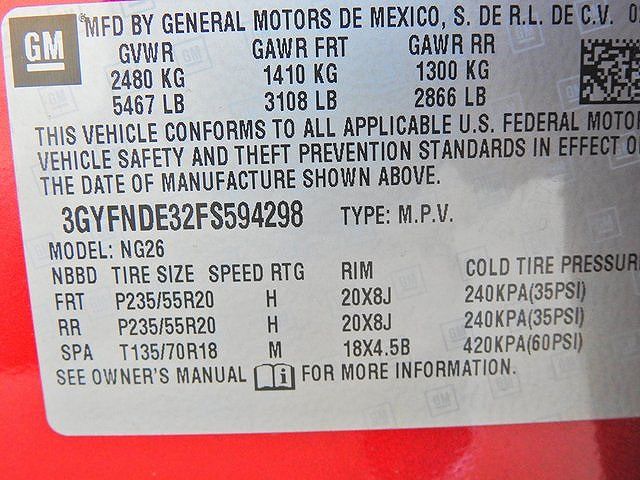 GM
®MFD BY GENERAL MOTORS DE MEXICO, S. DE R.L. DE C.V. 0
GVWR GAWR FRT GAWR RR
2480 KG 1410 KG 1300 KG
5467 LB 3108 LB 2866 LB
THIS VEHICLE CONFORMS TO ALL APPLICABLE U.S. FEDERAL MOTO
VEHICLE SAFETY AND THEFT PREVENTION STANDARDS IN EFFECT O
THE DATE OF MANUFACTURE SHOWN ABOVE.
3GYFNDE32FS594298 TYPE: M.P.V.
MODEL: NG26
NBBD TIRE SIZE SPEED RTG RIM COLD TIRE PRESSUR
FRT P235/55R20 H 20X8J 240KPA(35PSI)
RR P235/55R20 H 20X8J 240KPA(35PSI)
SPA T135/70R18 M 18X4.5B 420KPA(60PSI)
SEE OWNER'S MANUAL i FOR MORE INFORMATION.